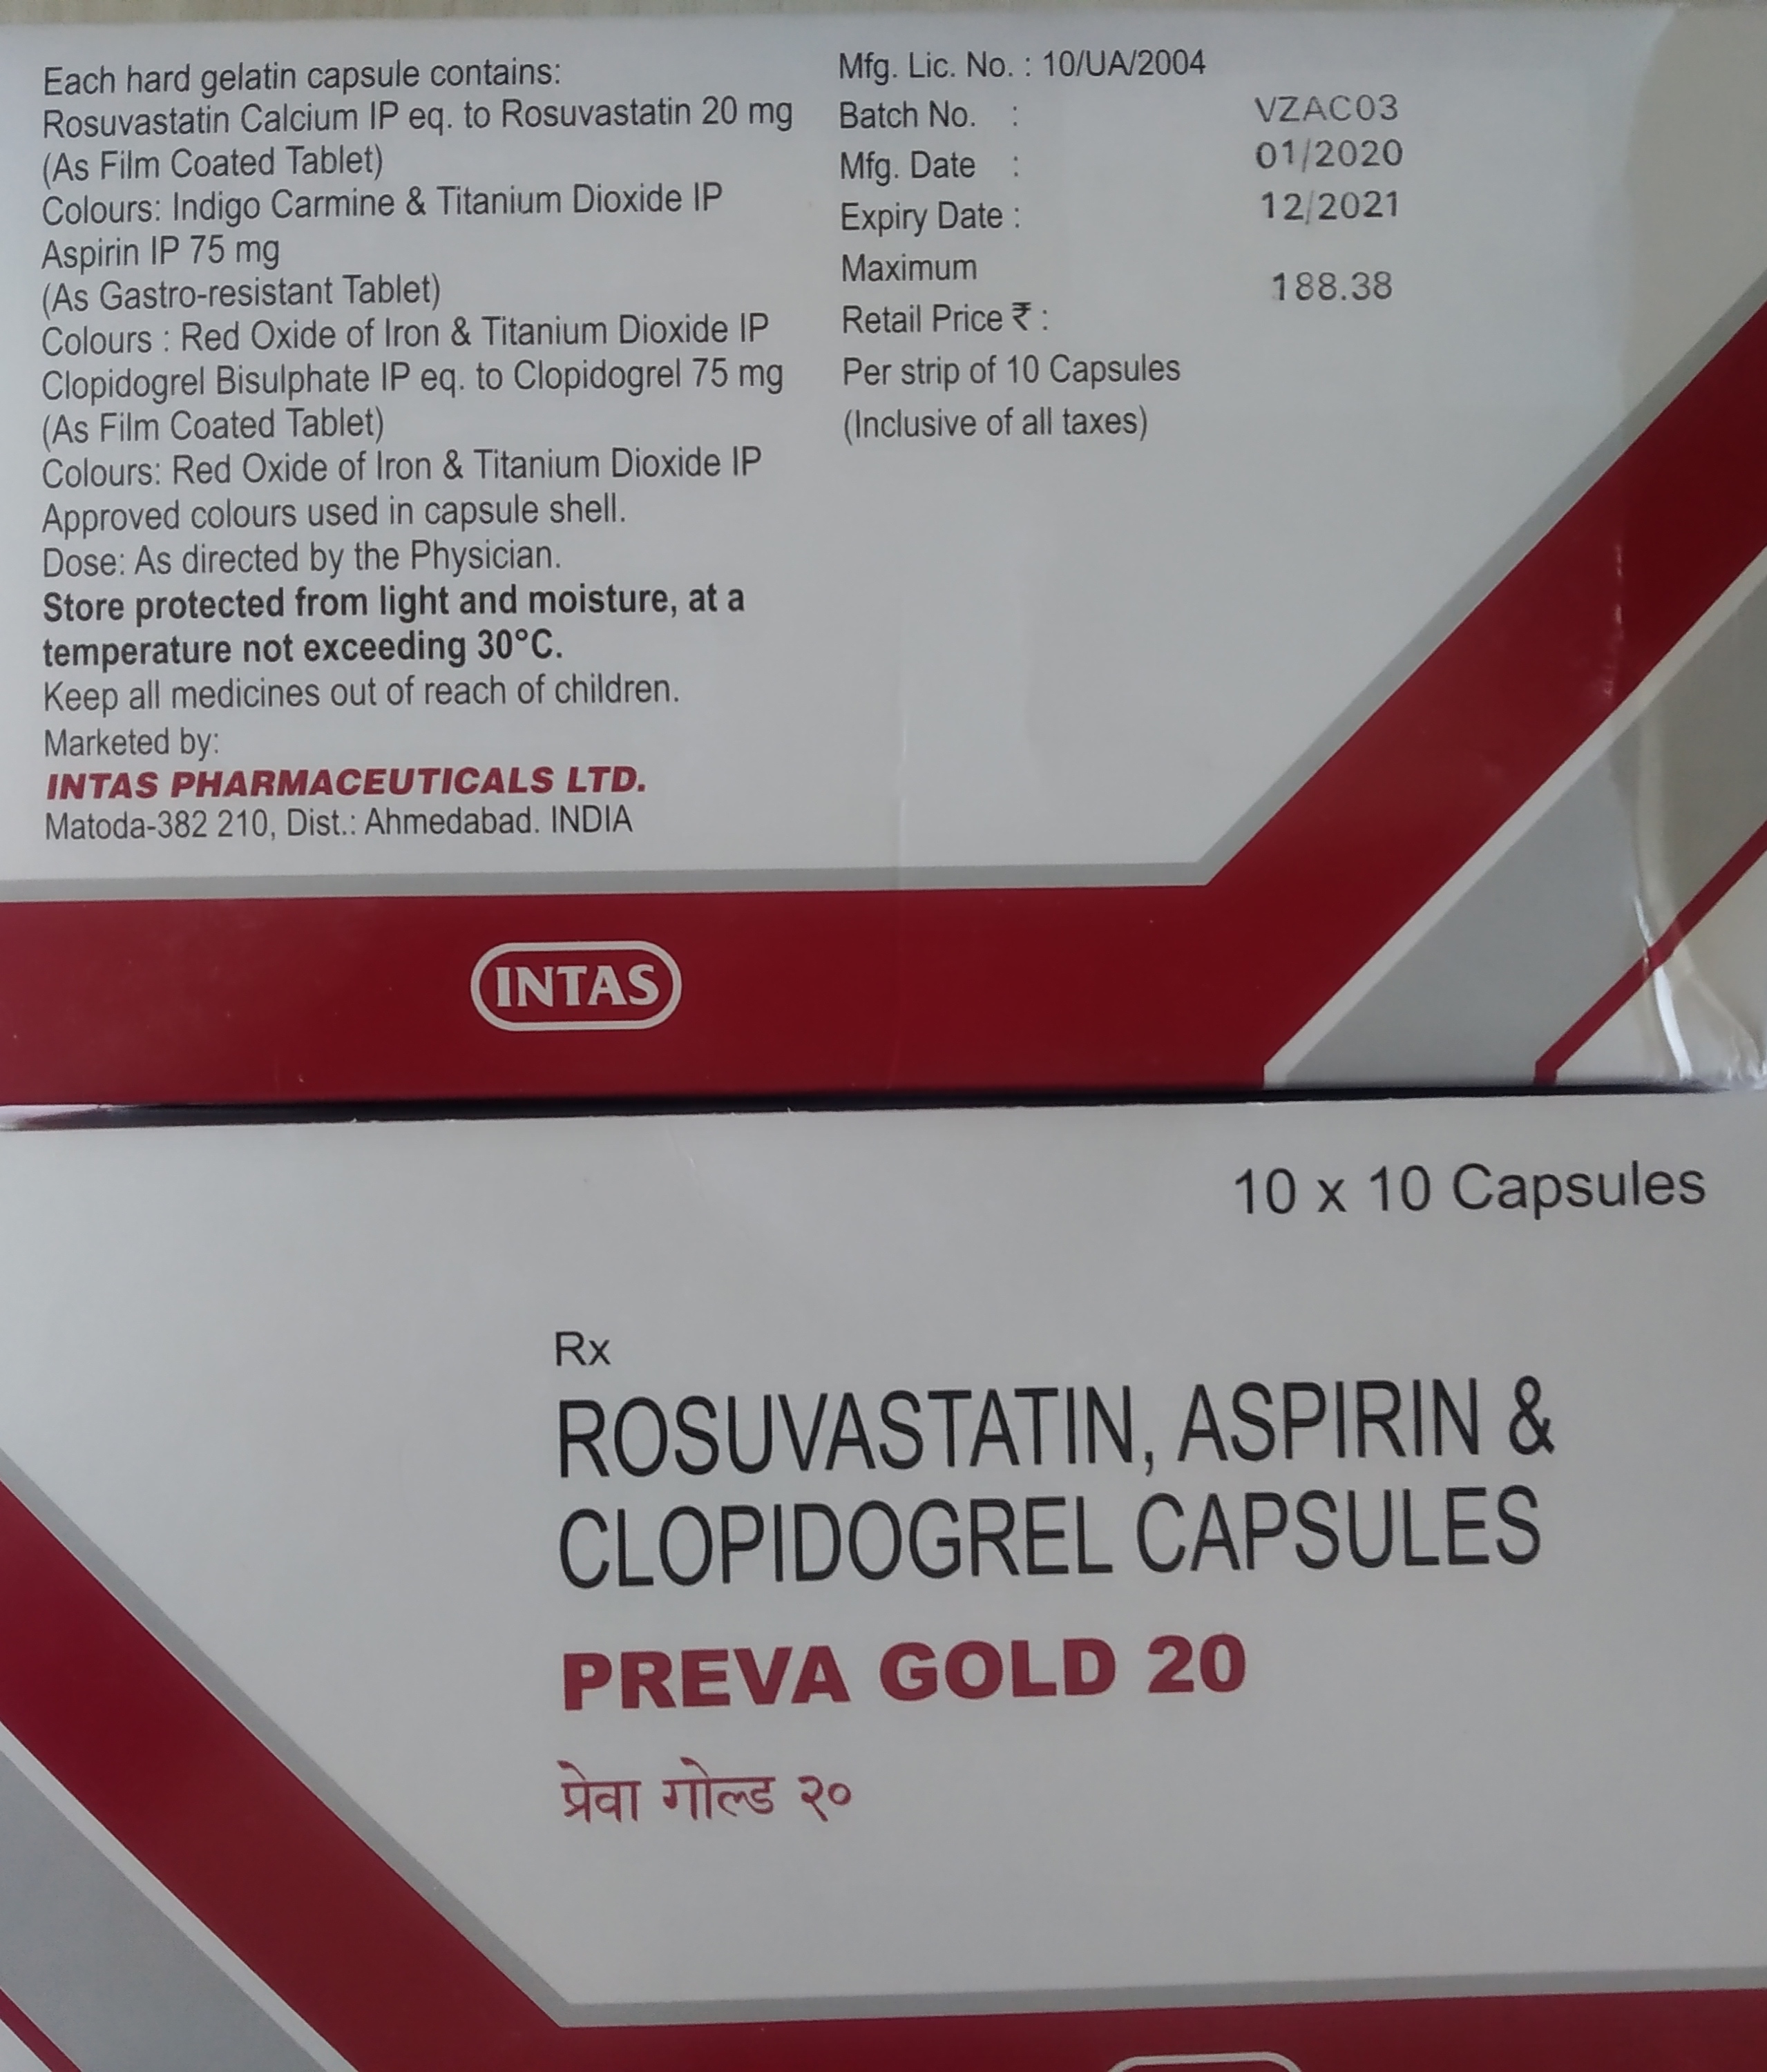 Each hard gelatin capsule contains:
Rosuvastatin Calcium IP eq. to Rosuvastatin 20 mg
(As Film Coated Tablet)
Colours: Indigo Carmine & Titanium Dioxide IP
Aspirin IP 75 mg
(As Gastro-resistant Tablet)
Colours : Red Oxide of Iron & Titanium Dioxide IP
Clopidogrel Bisulphate IP eq. to Clopidogrel 75 mg
(As Film Coated Tablet)
Colours: Red Oxide of Iron & Titanium Dioxide IP
Approved colours used in capsule shell.
Dose: As directed by the Physician.
Store protected from light and moisture, at a
temperature not exceeding 30°C.
Keep all medicines out of reach of children.
Marketed by:
INTAS PHARMACEUTICALS LTD.
Matoda-382 210, Dist.: Ahmedabad. INDIA
Mfg. Lic. No. : 10/UA/2004
Batch No. : VZAC03
Mfg. Date : 01/2020
Expiry Date : 12/2021
Maximum
Retail Price ₹ : 188.38
Per strip of 10 Capsules
(Inclusive of all taxes)
INTAS
10 x 10 Capsules
Rx
ROSUVASTATIN, ASPIRIN &
CLOPIDOGREL CAPSULES
PREVA GOLD 20
प्रेवा गोल्ड २०